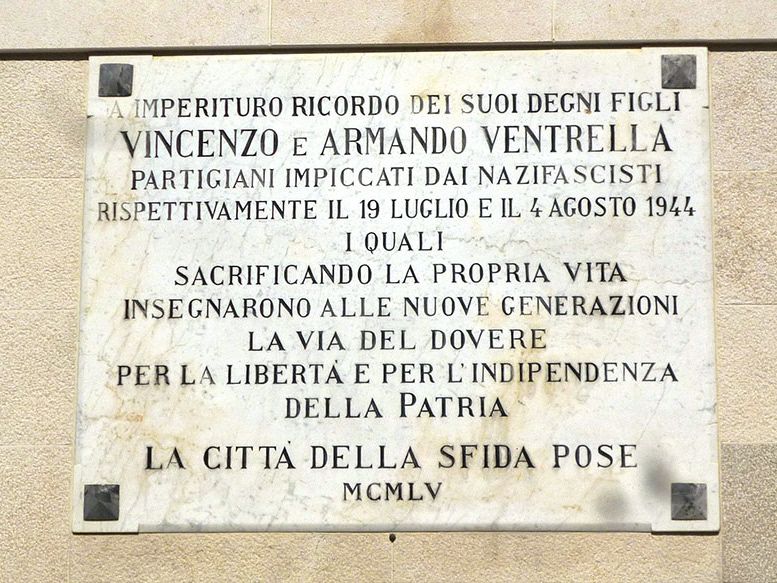 A IMPERITURO RICORDO DEI SUOI DEGNI FIGLI
VINCENZO E ARMANDO VENTRELLA
PARTIGIANI IMPICCATI DAI NAZIFASCISTI
RISPETTIVAMENTE IL 19 LUGLIO E IL 4 AGOSTO 1944
I QUALI
SACRIFICANDO LA PROPRIA VITA
INSEGNARONO ALLE NUOVE GENERAZIONI
LA VIA DEL DOVERE
PER LA LIBERTÀ E PER L'INDIPENDENZA
DELLA PATRIA
LA CITTÀ DELLA SFIDA POSE
MCMLV